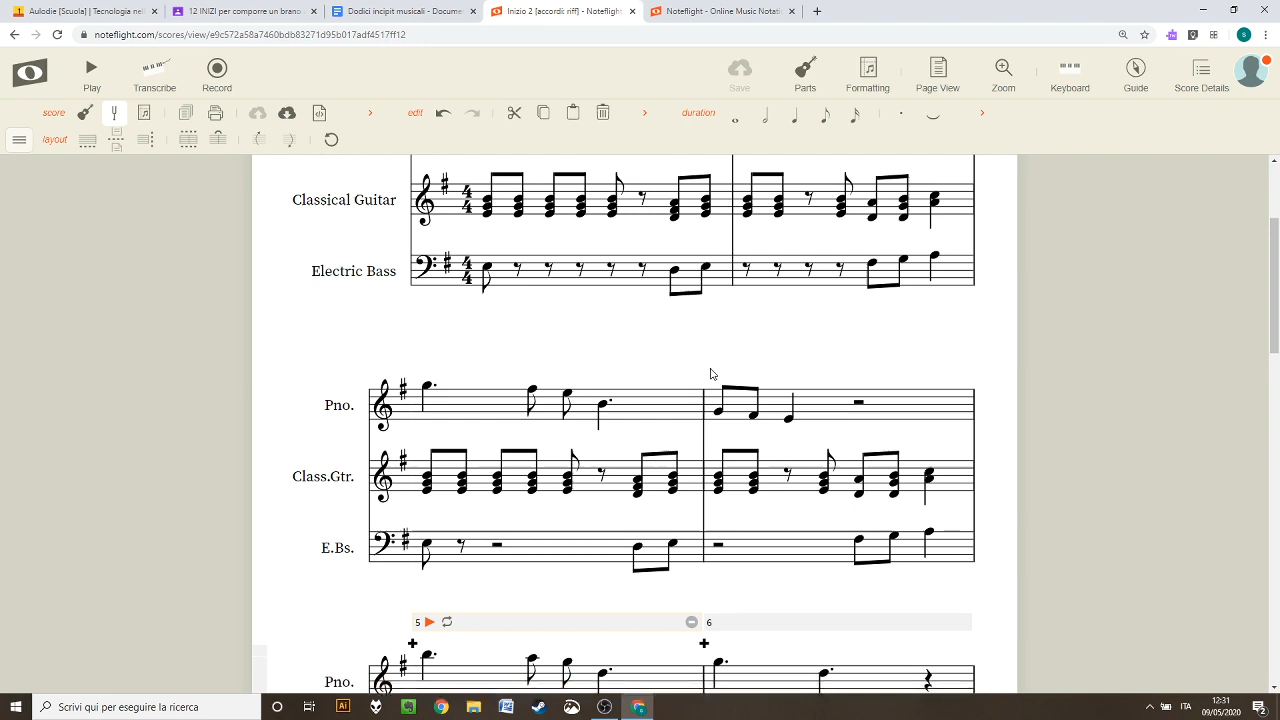 Aulodie [Scuola] | Tecnologia nell
12 INIZI per comporre un brano
Dodici incipit musicali - Docume
Inizio 2 [accordi: riff] - Noteflight
Noteflight - Online Music Notatio
noteflight.com/scores/view/e9c572a58a7460bdb83271d95b017adf4517ff12
Play
Transcribe
Record
Save
Parts
Formatting
Page View
Zoom
Keyboard
Guide
Score Details
score
edit
duration
layout
Classical Guitar
Electric Bass
Pno.
Class.Gtr.
E.Bs.
5
6
Pno.
Scrivi qui per eseguire la ricerca
12:31
09/05/2020